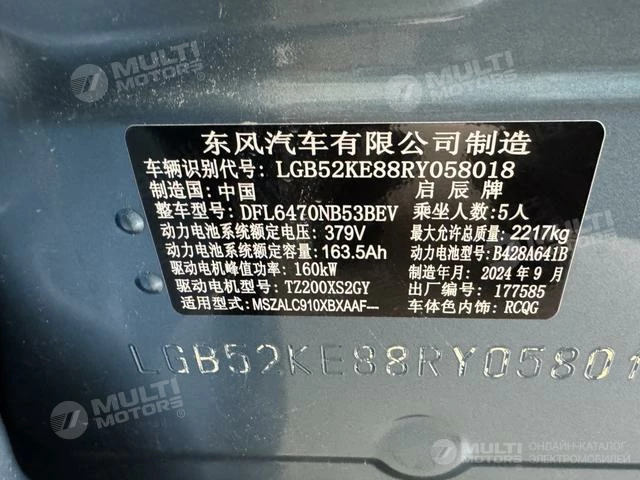 MULTI MOTORS
MULTI MOTORS
MULTI MOTORS
东风汽车有限公司制造
车辆识别代号: LGB52KE88RY058018
制造国: 中国 启辰牌
整车型号: DFL6470NB53BEV 乘坐人数: 5人
动力电池系统额定电压: 379V 最大允许总质量: 2217kg
动力电池系统额定容量: 163.5Ah 动力电池型号: B428A641B
驱动电机峰值功率: 160kW 制造年月: 2024年9月
驱动电机型号: TZ200XS2GY 出厂编号: 177585
适用型号: MSZALC910XBXAAF--- 车体色内饰: RCQG
LGB52KE88RY05801
MULTI MOTORS
MULTI MOTORS
MULTI ОНЛАЙН-КАТАЛОГ
MOTORS ЭЛЕКТРОМОБИЛЕЙ